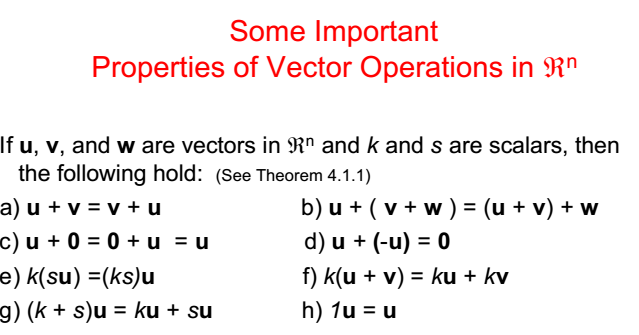 Some Important
Properties of Vector Operations in ℜⁿ
If u, v, and w are vectors in ℜⁿ and k and s are scalars, then
the following hold: (See Theorem 4.1.1)
a) u + v = v + u b) u + ( v + w ) = (u + v) + w
c) u + 0 = 0 + u = u d) u + (-u) = 0
e) k(su) =(ks)u f) k(u + v) = ku + kv
g) (k + s)u = ku + su h) 1u = u